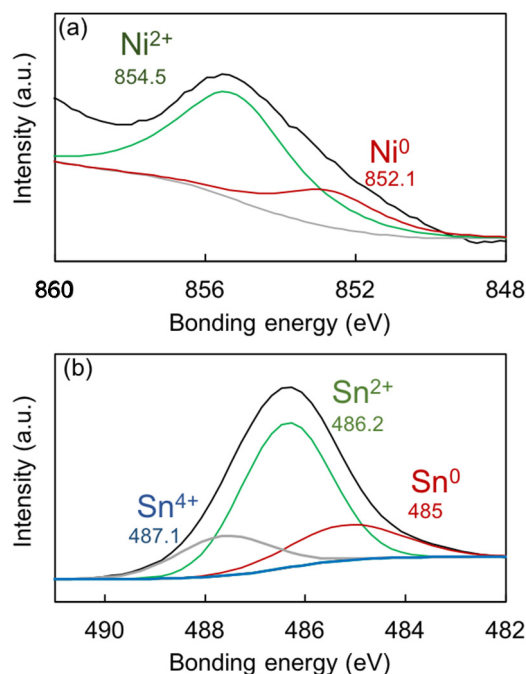 (a)
Ni²⁺
854.5
Ni⁰
852.1
Intensity (a.u.)
860 856 852 848
Bonding energy (eV)
(b)
Sn²⁺
486.2
Sn⁴⁺
487.1
Sn⁰
485
Intensity (a.u.)
490 488 486 484 482
Bonding energy (eV)